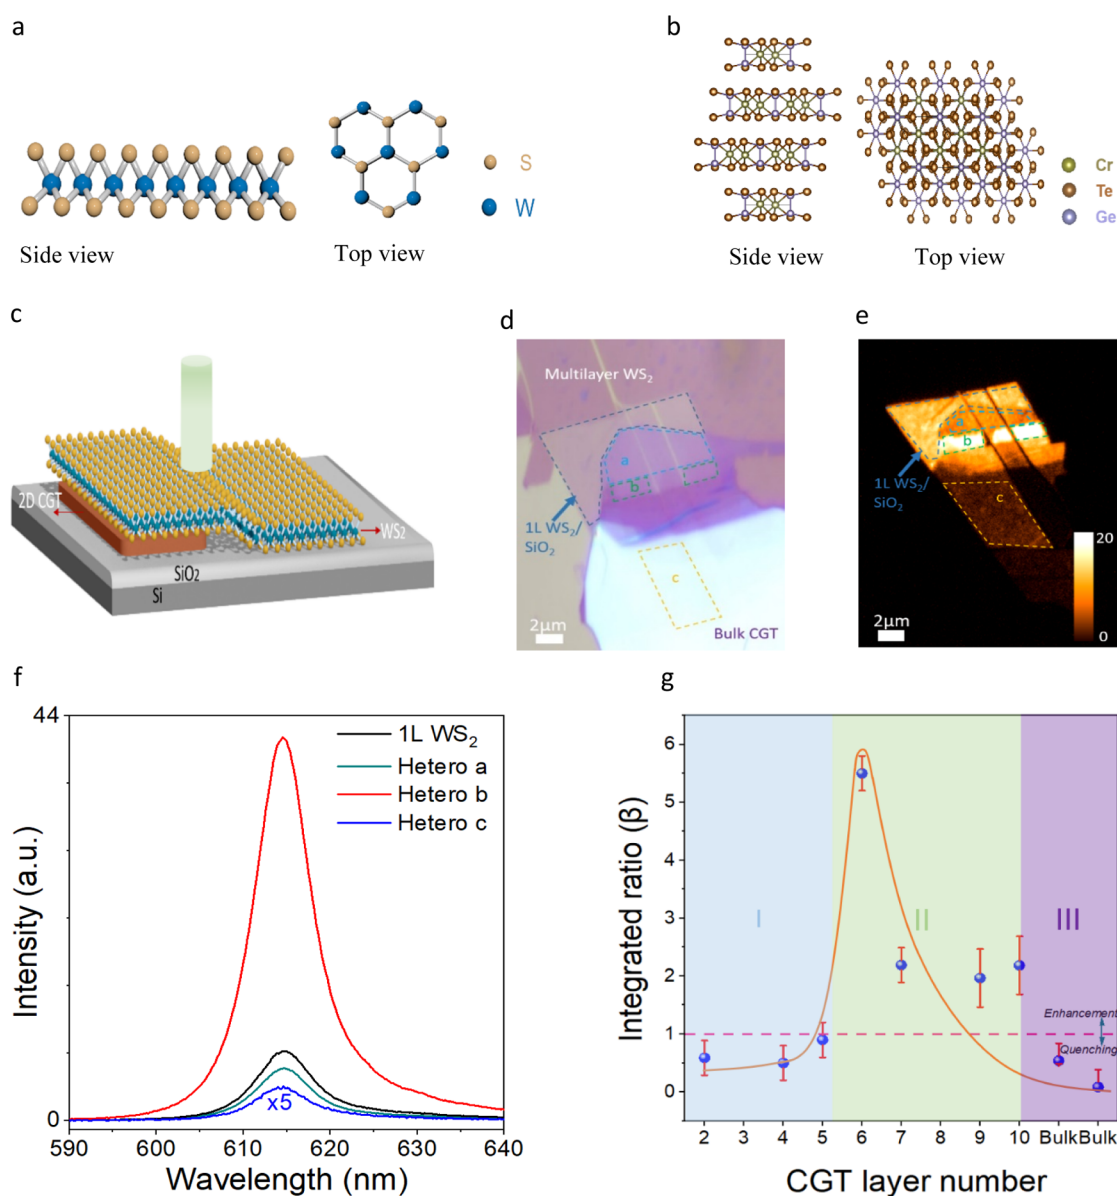 a
S
W
Side view
Top view
b
Cr
Te
Ge
Side view
Top view
c
2D CGT
WS₂
SiO₂
Si
d
Multilayer WS₂
a
b
1L WS₂/
SiO₂
c
2μm
Bulk CGT
e
a
b
1L WS₂/
SiO₂
c
20
0
2μm
f
44
1L WS₂
Hetero a
Hetero b
Hetero c
x5
0
590 600 610 620 630 640
Intensity (a.u.)
Wavelength (nm)
g
6
5
4
3
2
1
0
I
II
III
Enhancement
Quenching
2 3 4 5 6 7 8 9 10 Bulk Bulk
Integrated ratio (β)
CGT layer number